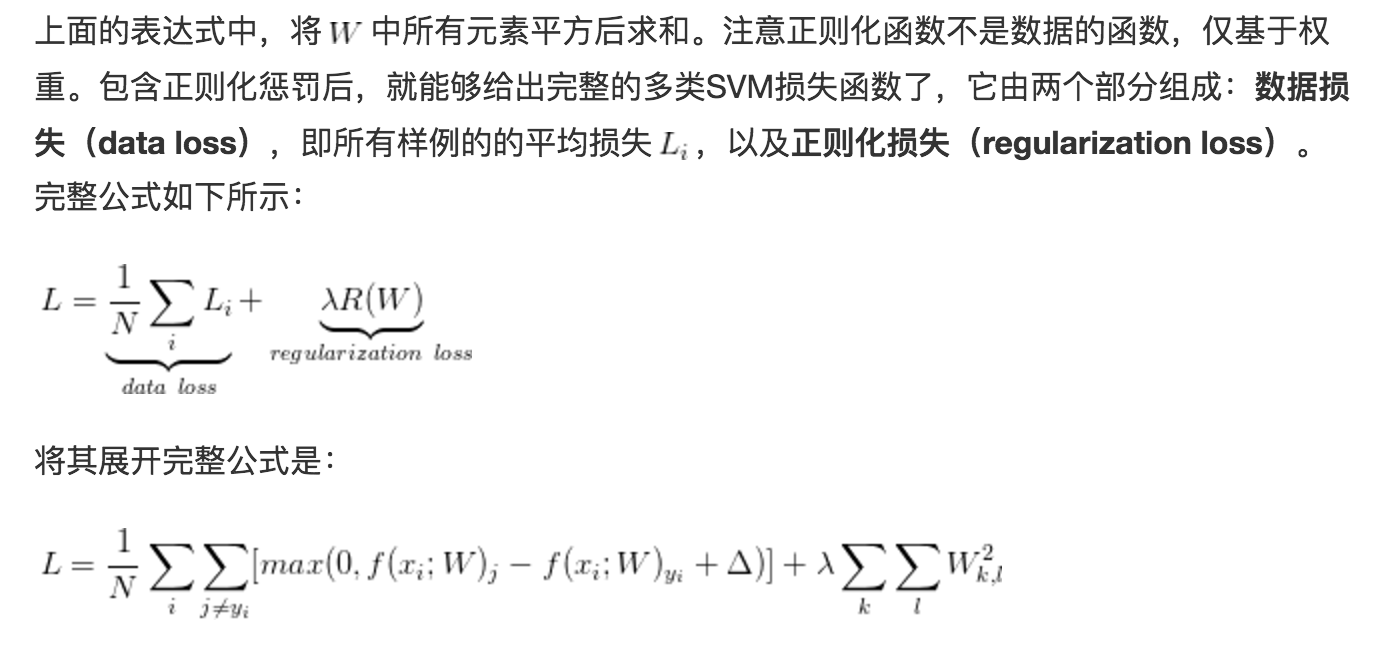 上面的表达式中，将 W 中所有元素平方后求和。注意正则化函数不是数据的函数，仅基于权
重。包含正则化惩罚后，就能够给出完整的多类SVM损失函数了，它由两个部分组成：数据损
失（data loss），即所有样例的的平均损失 L_i，以及正则化损失（regularization loss）。
完整公式如下所示：
L = \underbrace{\frac{1}{N} \sum_i L_i}_{data\ loss} + \underbrace{\lambda R(W)}_{regularization\ loss}
将其展开完整公式是：
L = \frac{1}{N} \sum_i \sum_{j \neq y_i} [max(0, f(x_i; W)_j - f(x_i; W)_{y_i} + \Delta)] + \lambda \sum_k \sum_l W_{k,l}^2